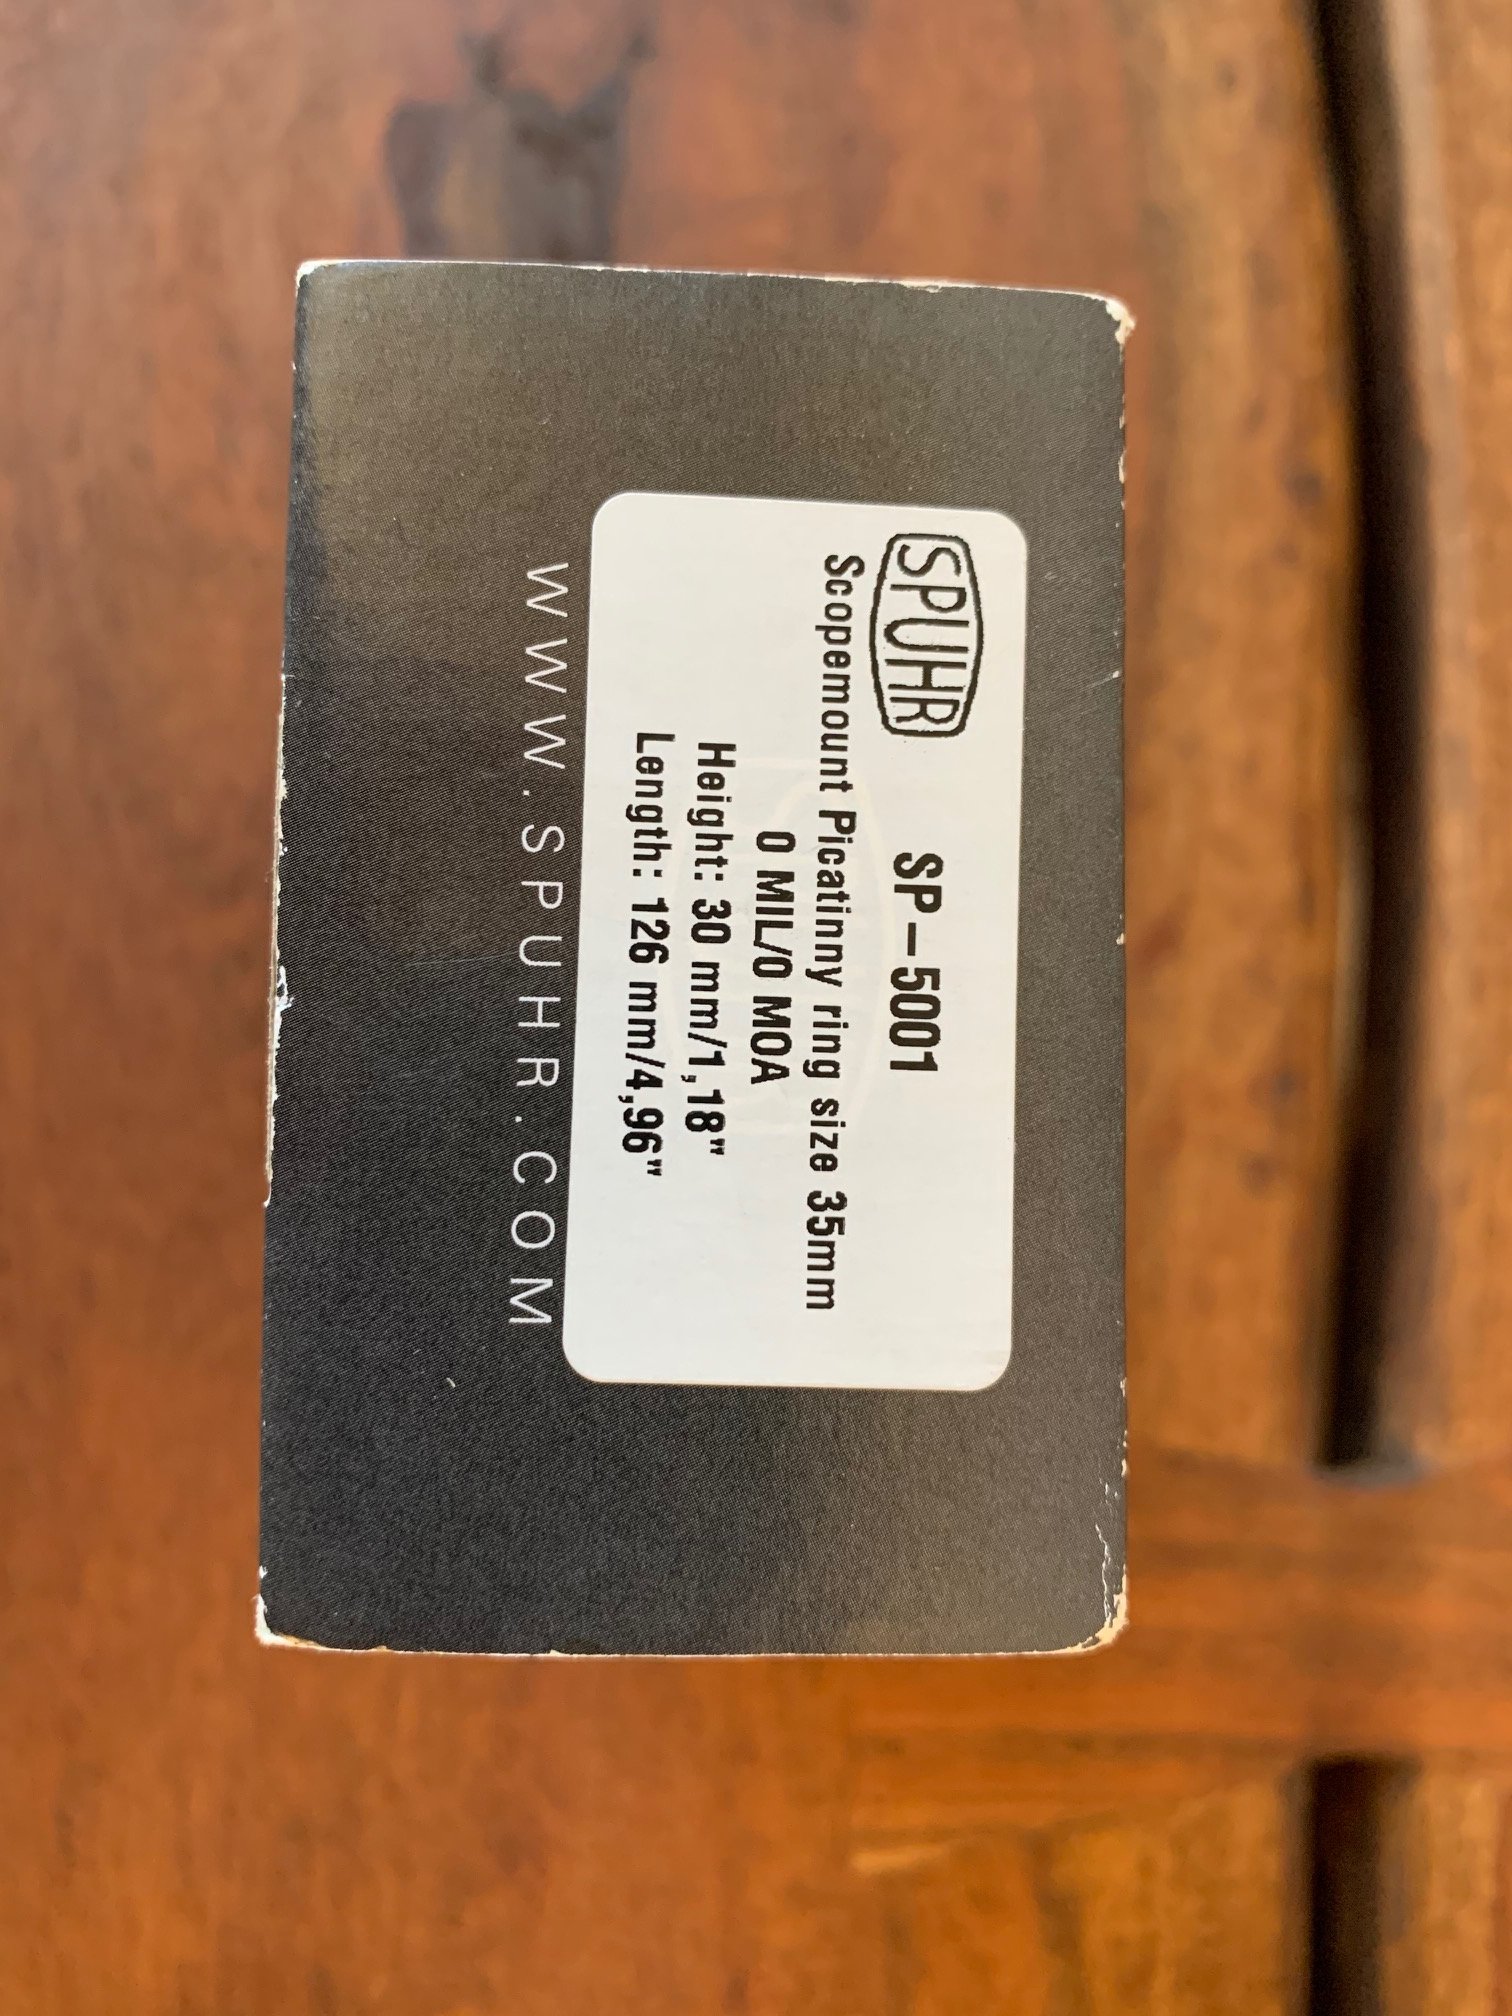 SPUHR SP-5001
Scopemount Picatinny ring size 35mm
0 MIL/0 MOA
Height: 30 mm/1,18"
Length: 126 mm/4,96"
WWW.SPUHR.COM